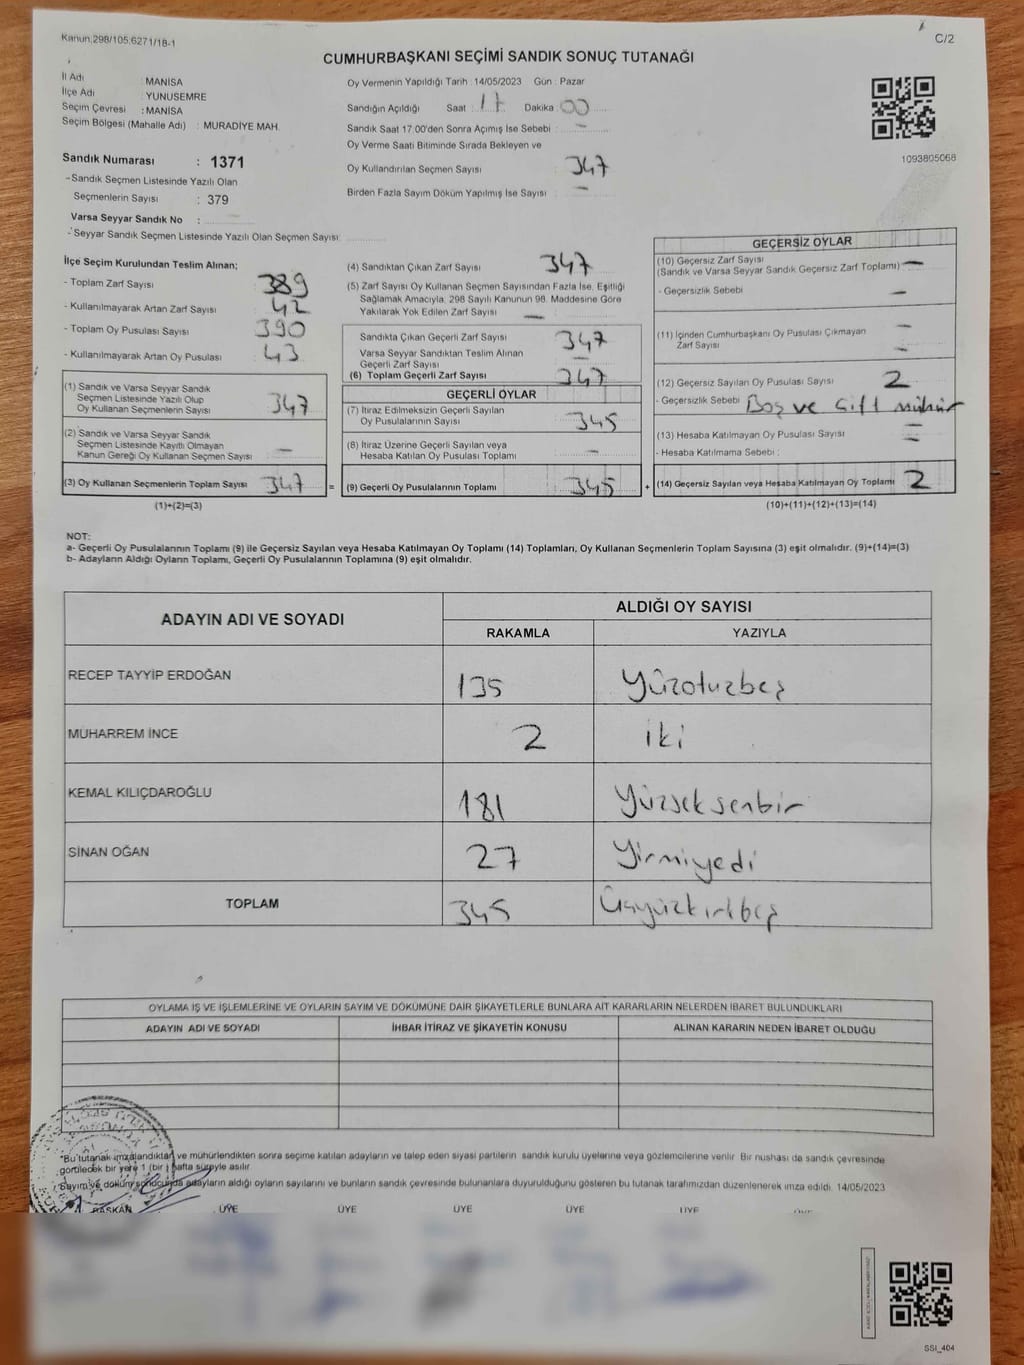 Kanun:298/105;6271/18-1
C/2
CUMHURBAŞKANI SEÇİMİ SANDIK SONUÇ TUTANAĞI
İl Adı : MANİSA
İlçe Adı : YUNUSEMRE
Seçim Çevresi : MANİSA
Seçim Bölgesi (Mahalle Adı) : MURADİYE MAH.
Sandık Numarası : 1371
-Sandık Seçmen Listesinde Yazılı Olan
Seçmenlerin Sayısı : 379
Varsa Seyyar Sandık No :
-Seyyar Sandık Seçmen Listesinde Yazılı Olan Seçmen Sayısı:
Oy Vermenin Yapıldığı Tarih : 14/05/2023 Gün : Pazar
Sandığın Açıldığı Saat : 17 Dakika : 00
Sandık Saat 17:00'den Sonra Açımış İse Sebebi : —
Oy Verme Saati Bitiminde Sırada Bekleyen ve
Oy Kullandırılan Seçmen Sayısı : 347
Birden Fazla Sayım Döküm Yapılmış İse Sayısı : —
1093805068
İlçe Seçim Kurulundan Teslim Alınan;
- Toplam Zarf Sayısı : 389
- Kullanılmayarak Artan Zarf Sayısı : 42
- Toplam Oy Pusulası Sayısı : 390
- Kullanılmayarak Artan Oy Pusulası : 43
(1) Sandık ve Varsa Seyyar Sandık
Seçmen Listesinde Yazılı Olup
Oy Kullanan Seçmenlerin Sayısı : 347
(2) Sandık ve Varsa Seyyar Sandık
Seçmen Listesinde Kayıtlı Olmayan
Kanun Gereği Oy Kullanan Seçmen Sayısı : —
(3) Oy Kullanan Seçmenlerin Toplam Sayısı : 347 =
(1)+(2)=(3)
(4) Sandıktan Çıkan Zarf Sayısı : 347
(5) Zarf Sayısı Oy Kullanan Seçmen Sayısından Fazla İse, Eşitliği
Sağlamak Amacıyla; 298 Sayılı Kanunun 98. Maddesine Göre
Yakılarak Yok Edilen Zarf Sayısı : —
Sandıkta Çıkan Geçerli Zarf Sayısı : 347
Varsa Seyyar Sandıktan Teslim Alınan
Geçerli Zarf Sayısı : —
(6) Toplam Geçerli Zarf Sayısı : 347
GEÇERLİ OYLAR
(7) İtiraz Edilmeksizin Geçerli Sayılan
Oy Pusulalarının Sayısı : 345
(8) İtiraz Üzerine Geçerli Sayılan veya
Hesaba Katılan Oy Pusulası Toplamı : —
(9) Geçerli Oy Pusulalarının Toplamı : 345 +
GEÇERSİZ OYLAR
(10) Geçersiz Zarf Sayısı
(Sandık ve Varsa Seyyar Sandık Geçersiz Zarf Toplamı) : —
- Geçersizlik Sebebi : —
(11) İçinden Cumhurbaşkanı Oy Pusulası Çıkmayan
Zarf Sayısı : —
(12) Geçersiz Sayılan Oy Pusulası Sayısı : 2
- Geçersizlik Sebebi : Boş ve Çift mühür
(13) Hesaba Katılmayan Oy Pusulası Sayısı : —
- Hesaba Katılmama Sebebi :
(14) Geçersiz Sayılan veya Hesaba Katılmayan Oy Toplamı : 2
(10)+(11)+(12)+(13)=(14)
NOT:
a- Geçerli Oy Pusulalarının Toplamı (9) ile Geçersiz Sayılan veya Hesaba Katılmayan Oy Toplamı (14) Toplamları, Oy Kullanan Seçmenlerin Toplam Sayısına (3) eşit olmalıdır. (9)+(14)=(3)
b- Adayların Aldığı Oyların Toplamı, Geçerli Oy Pusulalarının Toplamına (9) eşit olmalıdır.
ADAYIN ADI VE SOYADI
ALDIĞI OY SAYISI
RAKAMLA YAZIYLA
RECEP TAYYİP ERDOĞAN 135 Yüzotuzbeş
MUHARREM İNCE 2 iki
KEMAL KILIÇDAROĞLU 181 Yüzseksenbir
SİNAN OĞAN 27 Yirmiyedi
TOPLAM 345 Üçyüzkırkbeş
OYLAMA İŞ VE İŞLEMLERİNE VE OYLARIN SAYIM VE DÖKÜMÜNE DAİR ŞİKAYETLERLE BUNLARA AİT KARARLARIN NELERDEN İBARET BULUNDUKLARI
ADAYIN ADI VE SOYADI İHBAR İTİRAZ VE ŞİKAYETİN KONUSU ALINAN KARARIN NEDEN İBARET OLDUĞU
"Bu tutanak imzalandıktan ve mühürlendikten sonra seçime katılan adayların ve talep eden siyasi partilerin sandık kurulu üyelerine veya gözlemcilerine verilir. Bir nushası da sandık çevresinde
görülecek bir yere 1 (bir) hafta süreyle asılır.
Sayım ve döküm sonucunda adayların aldığı oyların sayılarını ve bunların sandık çevresinde bulunanlara duyurulduğunu gösteren bu tutanak tarafımızdan düzenlenerek imza edildi. 14/05/2023
BAŞKAN ÜYE ÜYE ÜYE ÜYE ÜYE ÜYE
SSI_404